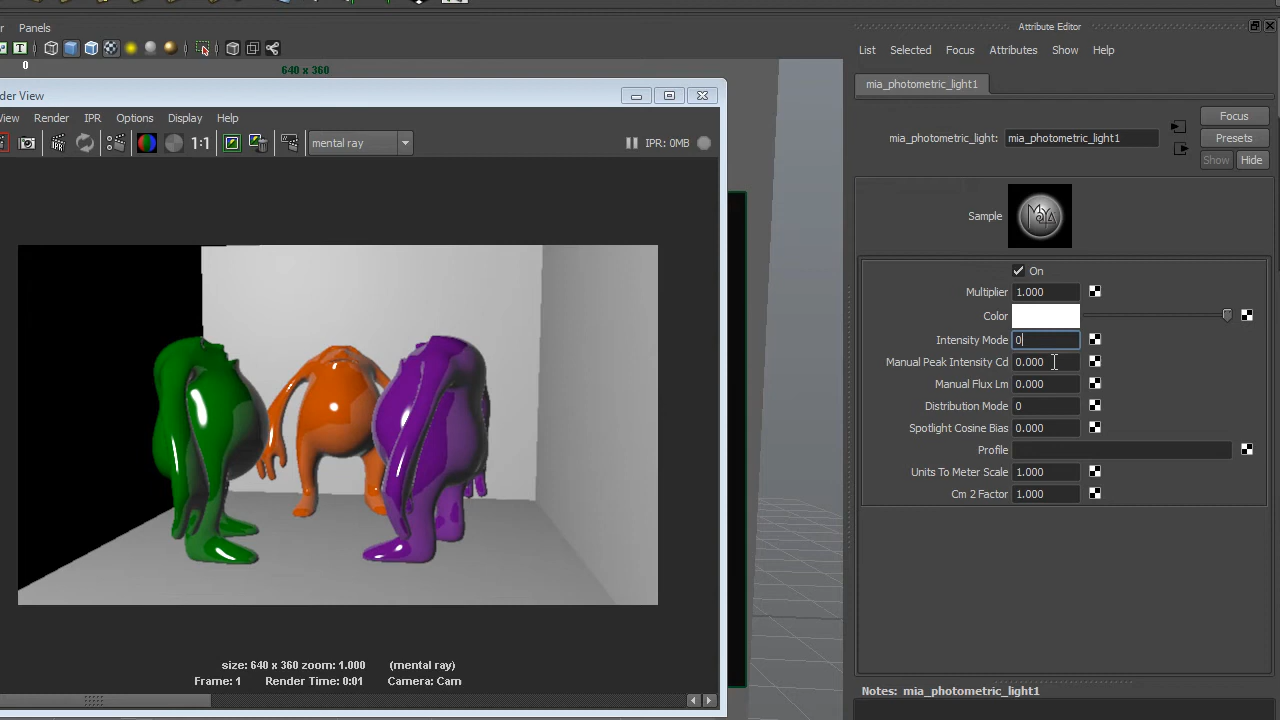 Panels
T
0
640 x 360
der View
View Render IPR Options Display Help
1:1
mental ray
IPR: 0MB
size: 640 x 360 zoom: 1.000 (mental ray)
Frame: 1 Render Time: 0:01 Camera: Cam
Attribute Editor
List Selected Focus Attributes Show Help
mia_photometric_light1
mia_photometric_light: mia_photometric_light1
Focus
Presets
Show Hide
Sample
MAYA
On
Multiplier 1.000
Color
Intensity Mode 0
Manual Peak Intensity Cd 0.000
Manual Flux Lm 0.000
Distribution Mode 0
Spotlight Cosine Bias 0.000
Profile
Units To Meter Scale 1.000
Cm 2 Factor 1.000
Notes: mia_photometric_light1